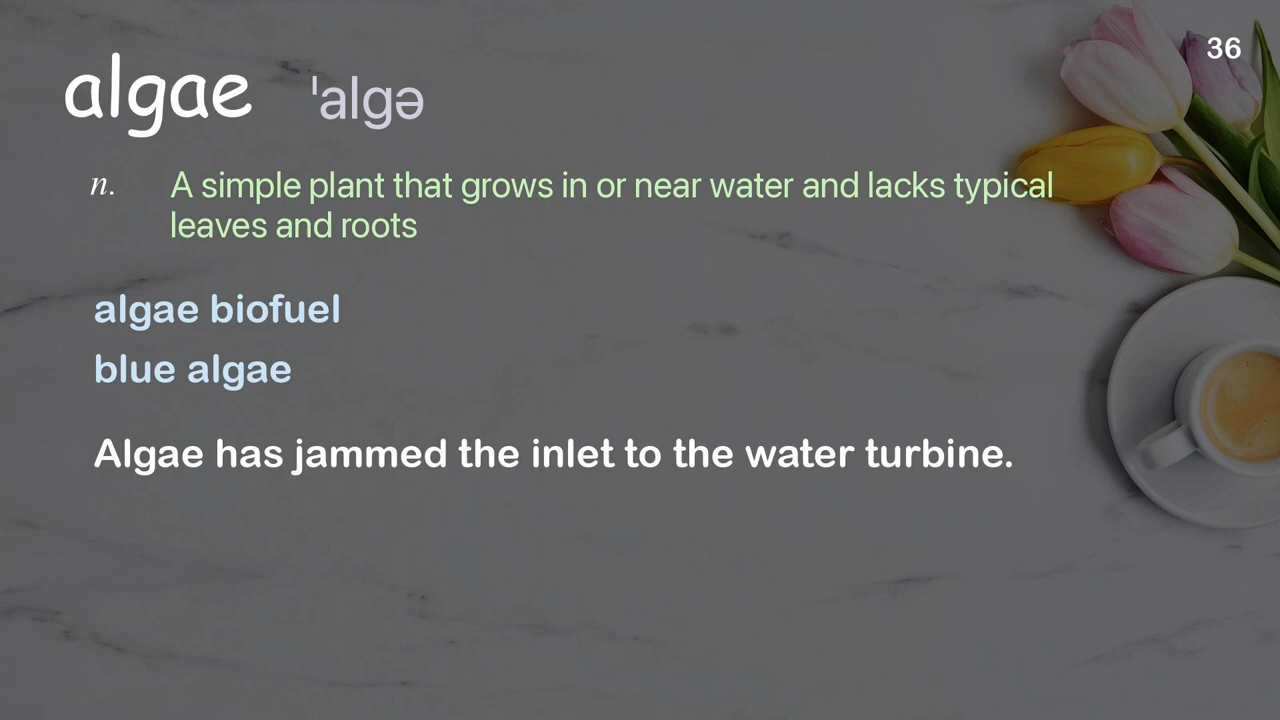 36
algae ˈalɡə
n. A simple plant that grows in or near water and lacks typical
leaves and roots
algae biofuel
blue algae
Algae has jammed the inlet to the water turbine.